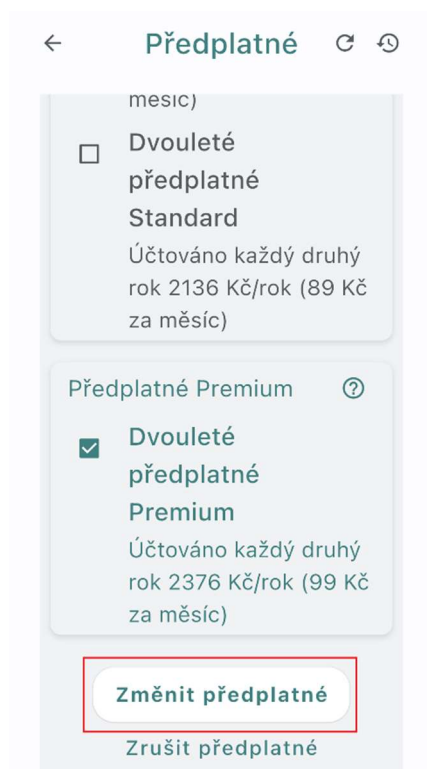 Předplatné
měsíc)
Dvouleté
předplatné
Standard
Účtováno každý druhý
rok 2136 Kč/rok (89 Kč
za měsíc)
Předplatné Premium
Dvouleté
předplatné
Premium
Účtováno každý druhý
rok 2376 Kč/rok (99 Kč
za měsíc)
Změnit předplatné
Zrušit předplatné